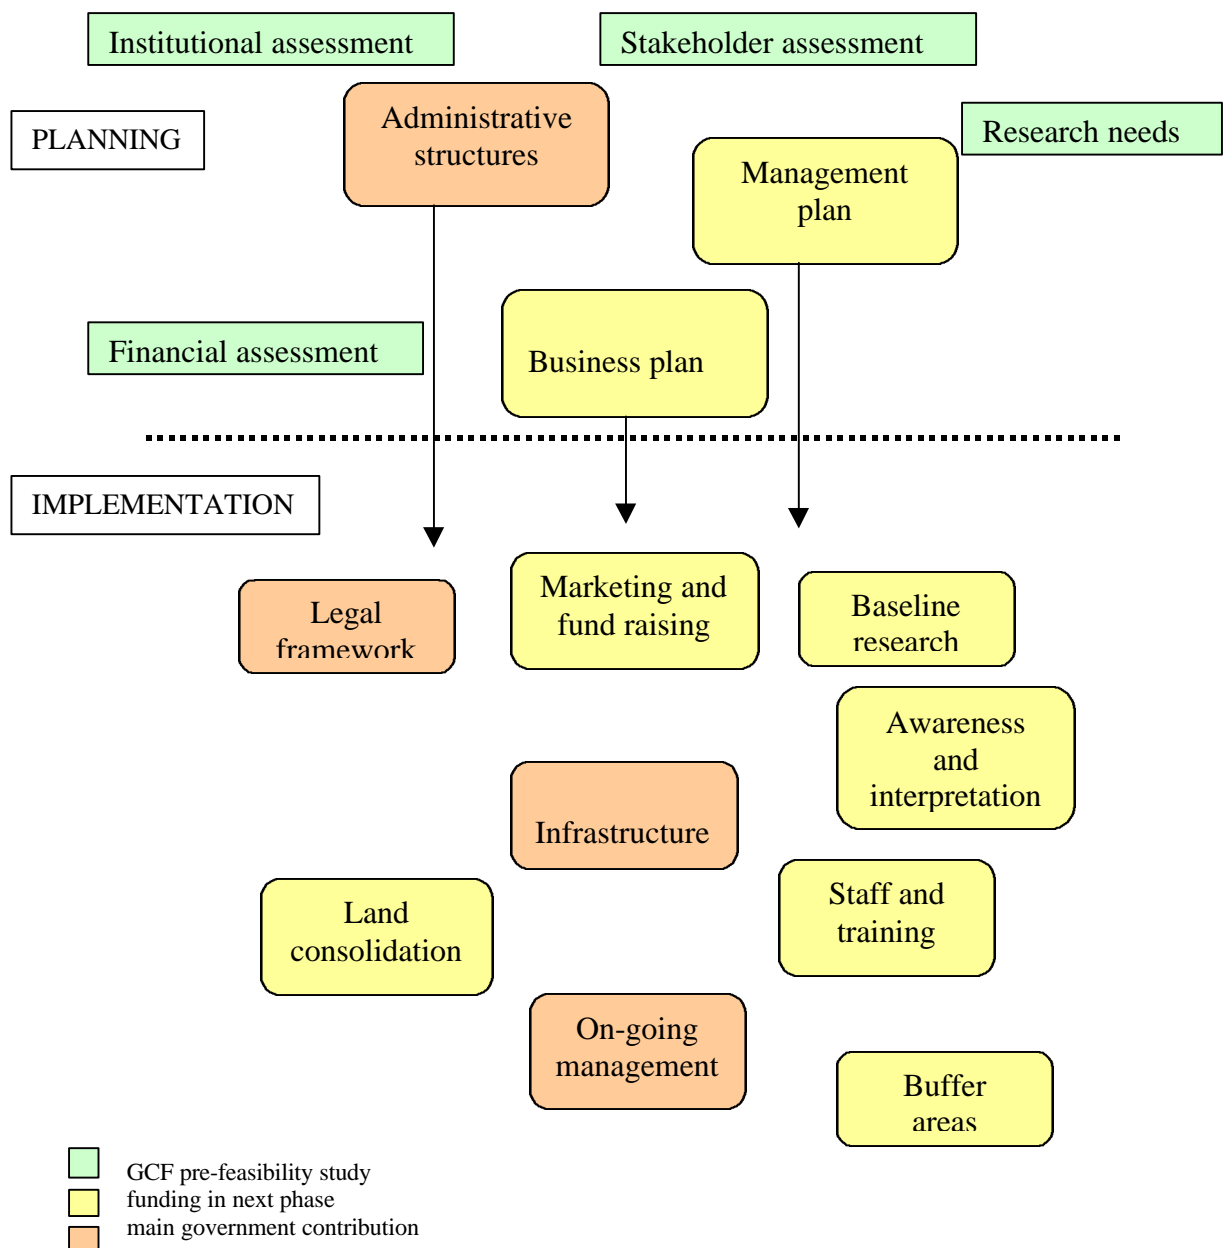 Institutional assessment
Stakeholder assessment
PLANNING
Administrative
structures
Research needs
Management
plan
Financial assessment
Business plan
IMPLEMENTATION
Legal
framework
Marketing and
fund raising
Baseline
research
Awareness
and
interpretation
Infrastructure
Land
consolidation
Staff and
training
On-going
management
Buffer
areas
GCF pre-feasibility study
funding in next phase
main government contribution